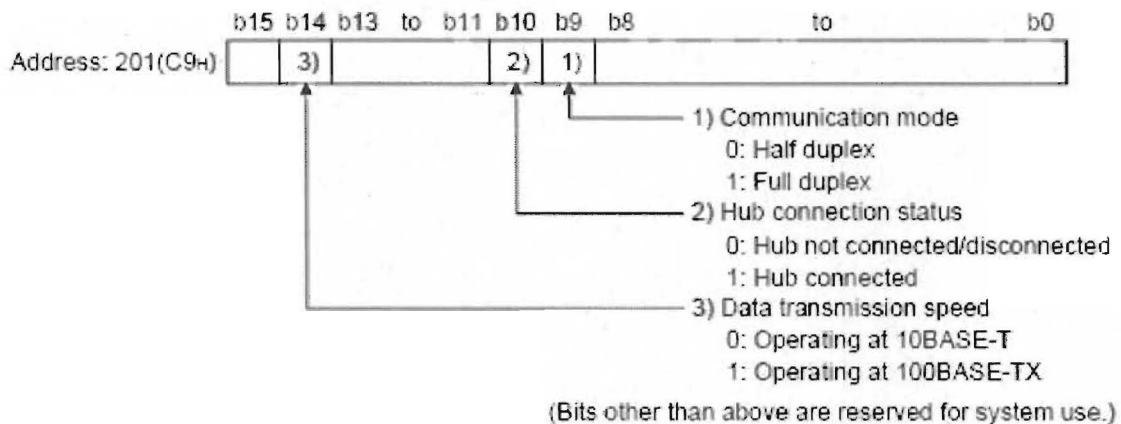 b15 b14 b13 to b11 b10 b9 b8 to b0
Address: 201(C9H) 3) 2) 1)
1) Communication mode
0: Half duplex
1: Full duplex
2) Hub connection status
0: Hub not connected/disconnected
1: Hub connected
3) Data transmission speed
0: Operating at 10BASE-T
1: Operating at 100BASE-TX
(Bits other than above are reserved for system use.)